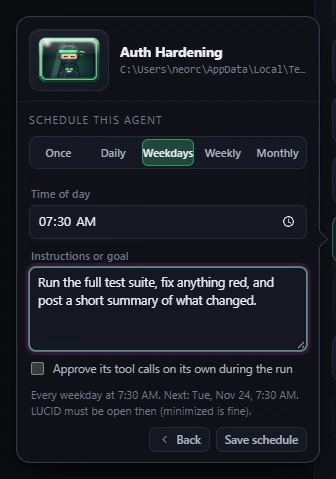 Auth Hardening
C:\Users\neorc\AppData\Local\Te…
SCHEDULE THIS AGENT
Once Daily Weekdays Weekly Monthly
Time of day
07:30 AM
Instructions or goal
Run the full test suite, fix anything red, and
post a short summary of what changed.
Approve its tool calls on its own during the run
Every weekday at 7:30 AM. Next: Tue, Nov 24, 7:30 AM.
LUCID must be open then (minimized is fine).
Back Save schedule